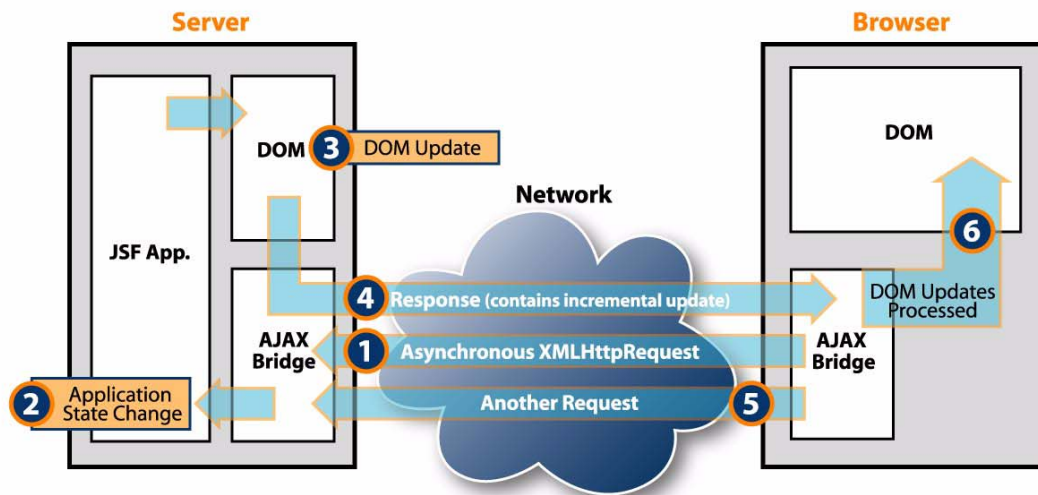 Server
Browser
DOM
3
DOM Update
DOM
Network
6
JSF App.
4
Response (contains incremental update)
DOM Updates
Processed
AJAX
Bridge
1
Asynchronous XMLHttpRequest
AJAX
Bridge
2
Application
State Change
Another Request
5